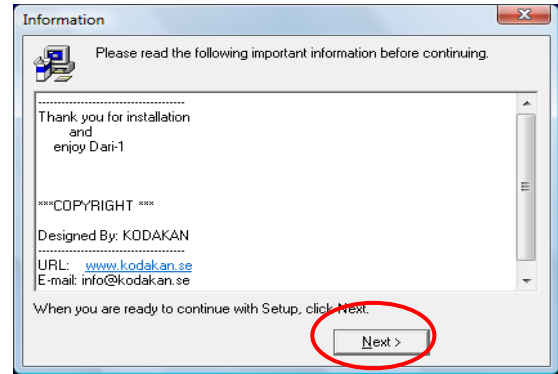 Information
Please read the following important information before continuing.
----------------------------------------
Thank you for installation
and
enjoy Dari-1
***COPYRIGHT ***
Designed By: KODAKAN
----------------------------------------
URL: www.kodakan.se
E-mail: info@kodakan.se
When you are ready to continue with Setup, click Next.
Next >